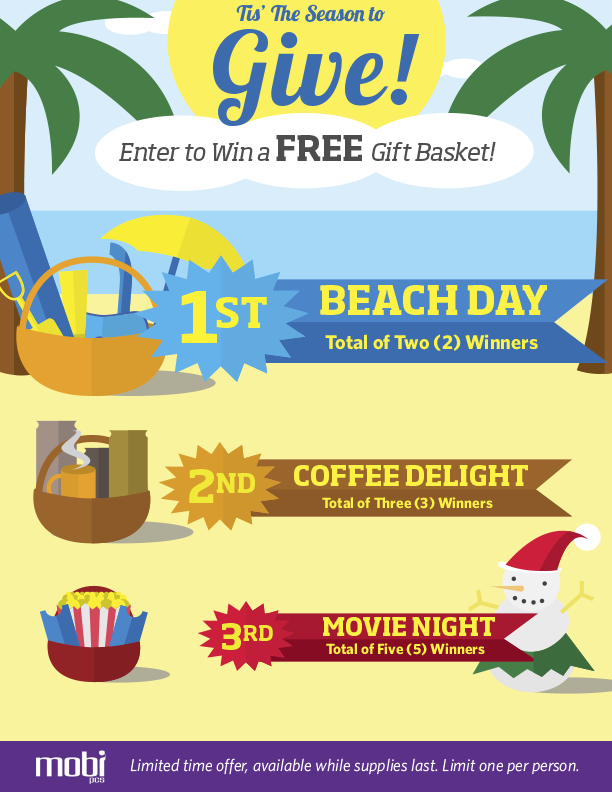 Tis' The Season to
Give!
Enter to Win a FREE Gift Basket!
1ST
BEACH DAY
Total of Two (2) Winners
2ND
COFFEE DELIGHT
Total of Three (3) Winners
3RD
MOVIE NIGHT
Total of Five (5) Winners
mobi
pcs
Limited time offer, available while supplies last. Limit one per person.